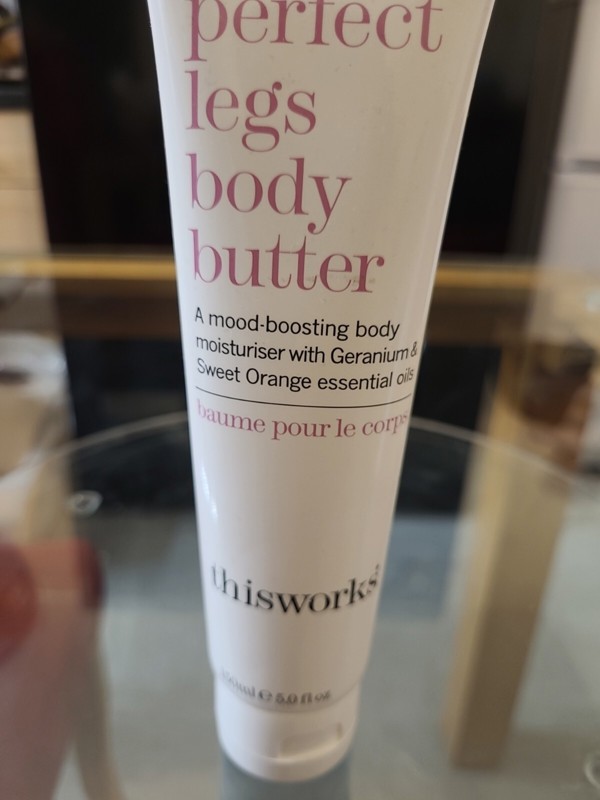 perfect
legs
body
butter
A mood-boosting body
moisturiser with Geranium &
Sweet Orange essential oils
baume pour le corps
thisworks®
150ml e 5.0 fl oz